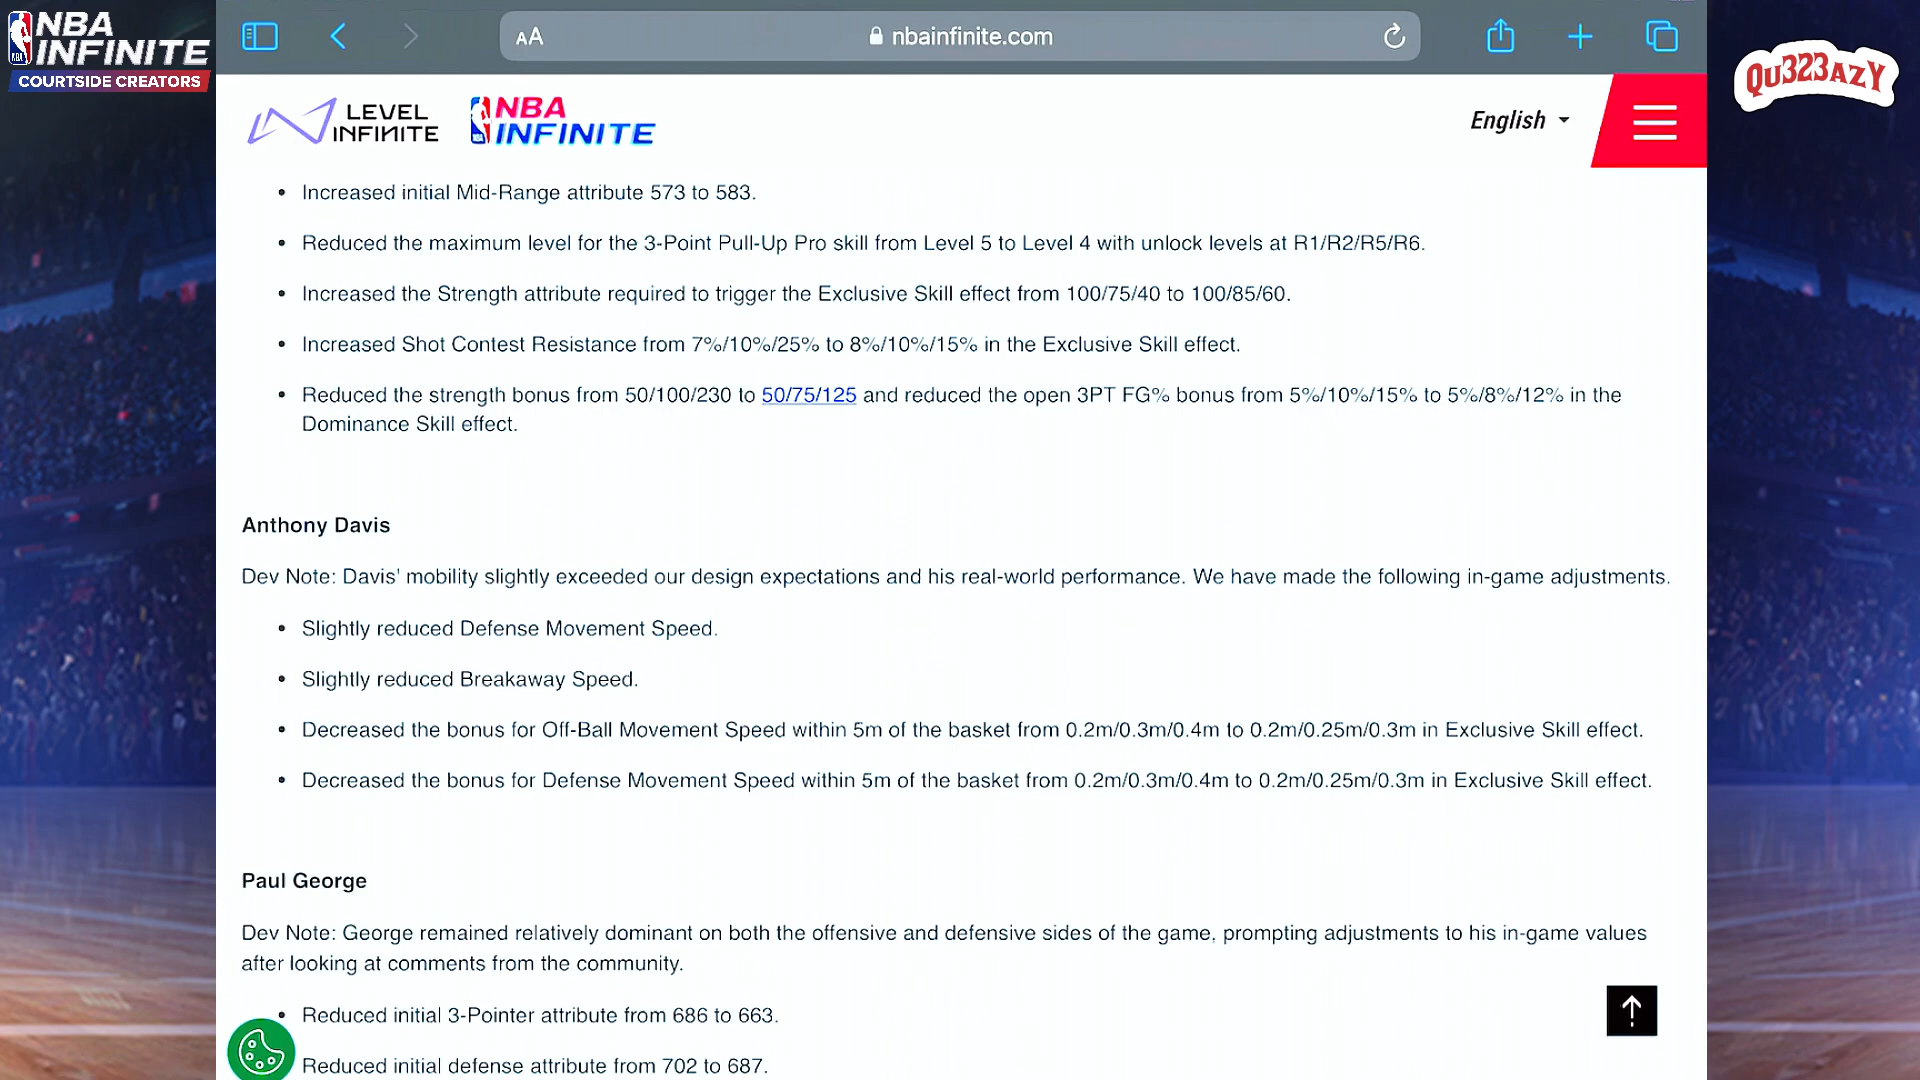 NBA
INFINITE
COURTSIDE CREATORS
AA
nbainfinite.com
QU323AZY
LEVEL
INFINITE
NBA
INFINITE
English
• Increased initial Mid-Range attribute 573 to 583.
• Reduced the maximum level for the 3-Point Pull-Up Pro skill from Level 5 to Level 4 with unlock levels at R1/R2/R5/R6.
• Increased the Strength attribute required to trigger the Exclusive Skill effect from 100/75/40 to 100/85/60.
• Increased Shot Contest Resistance from 7%/10%/25% to 8%/10%/15% in the Exclusive Skill effect.
• Reduced the strength bonus from 50/100/230 to 50/75/125 and reduced the open 3PT FG% bonus from 5%/10%/15% to 5%/8%/12% in the
Dominance Skill effect.
Anthony Davis
Dev Note: Davis' mobility slightly exceeded our design expectations and his real-world performance. We have made the following in-game adjustments.
• Slightly reduced Defense Movement Speed.
• Slightly reduced Breakaway Speed.
• Decreased the bonus for Off-Ball Movement Speed within 5m of the basket from 0.2m/0.3m/0.4m to 0.2m/0.25m/0.3m in Exclusive Skill effect.
• Decreased the bonus for Defense Movement Speed within 5m of the basket from 0.2m/0.3m/0.4m to 0.2m/0.25m/0.3m in Exclusive Skill effect.
Paul George
Dev Note: George remained relatively dominant on both the offensive and defensive sides of the game, prompting adjustments to his in-game values
after looking at comments from the community.
• Reduced initial 3-Pointer attribute from 686 to 663.
Reduced initial defense attribute from 702 to 687.